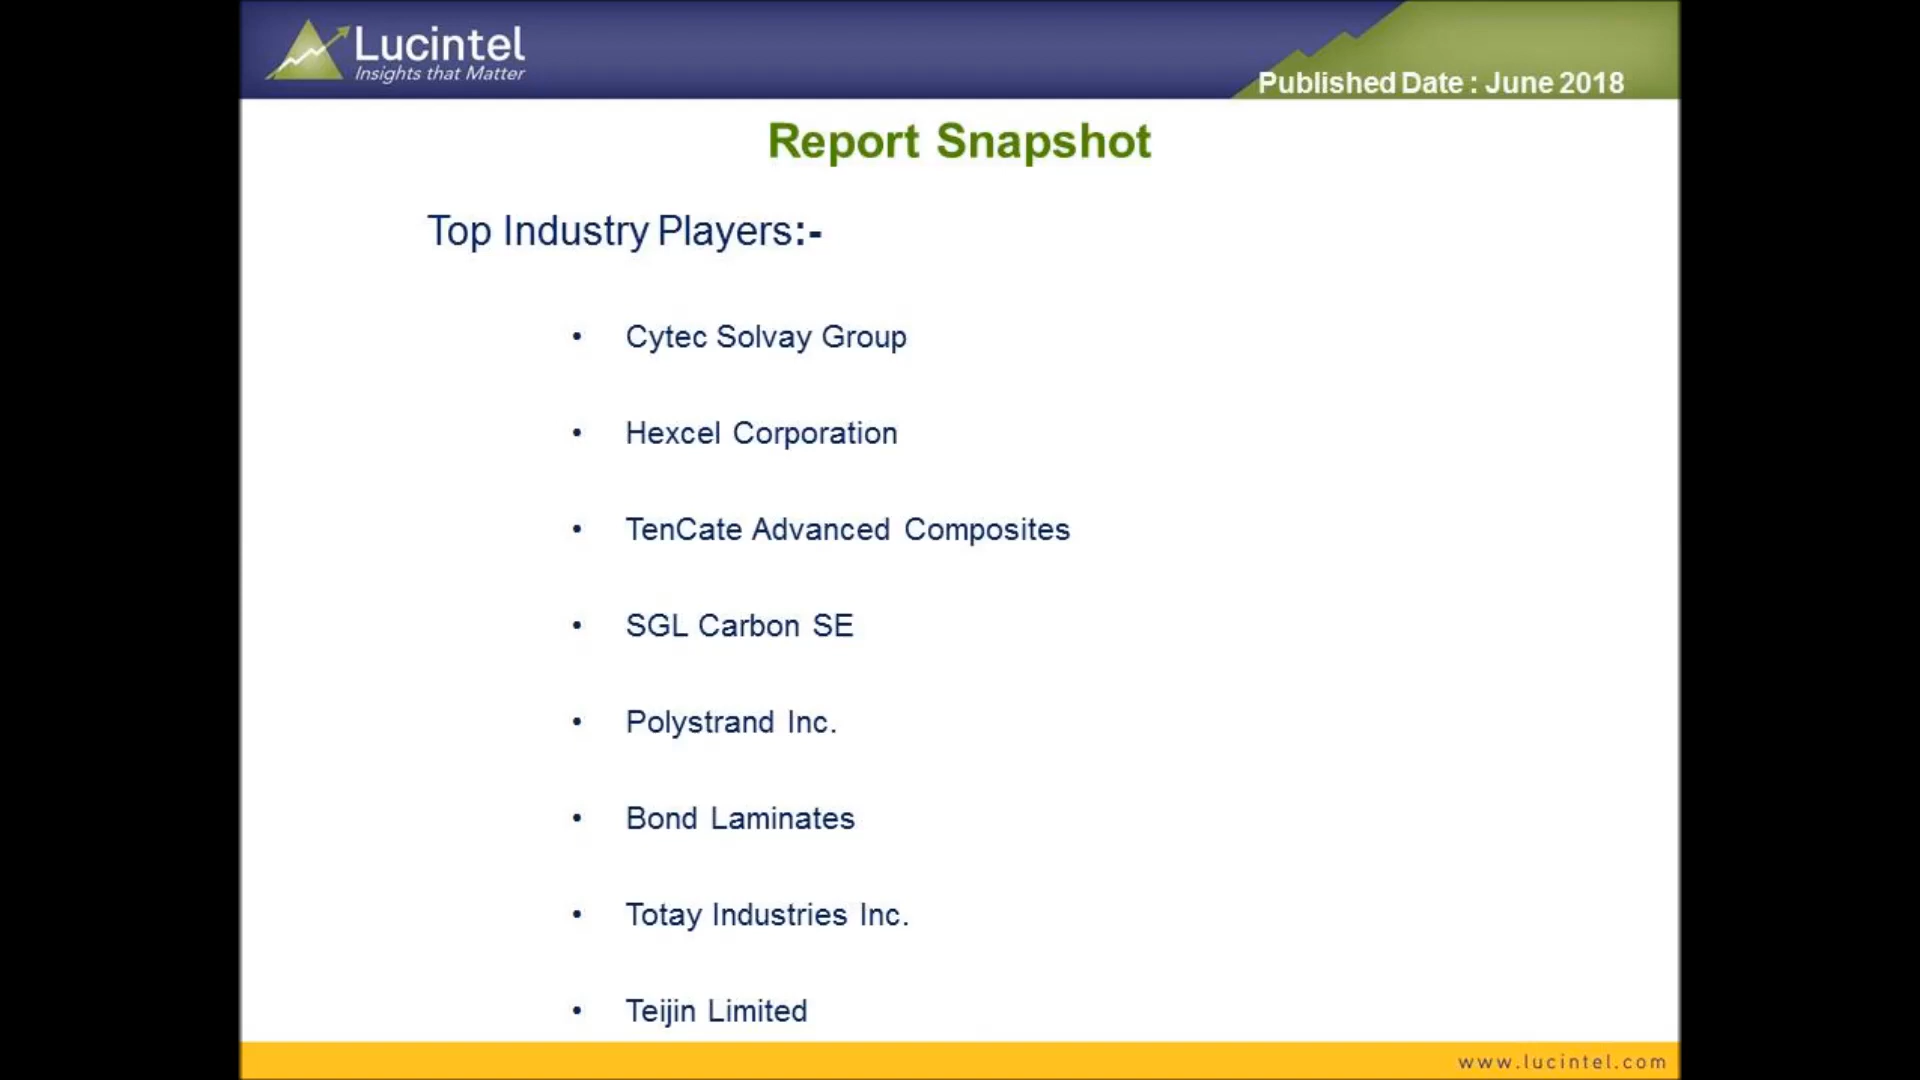 Lucintel
Insights that Matter
Published Date : June 2018
Report Snapshot
Top Industry Players:-
• Cytec Solvay Group
• Hexcel Corporation
• TenCate Advanced Composites
• SGL Carbon SE
• Polystrand Inc.
• Bond Laminates
• Totay Industries Inc.
• Teijin Limited
www.lucintel.com